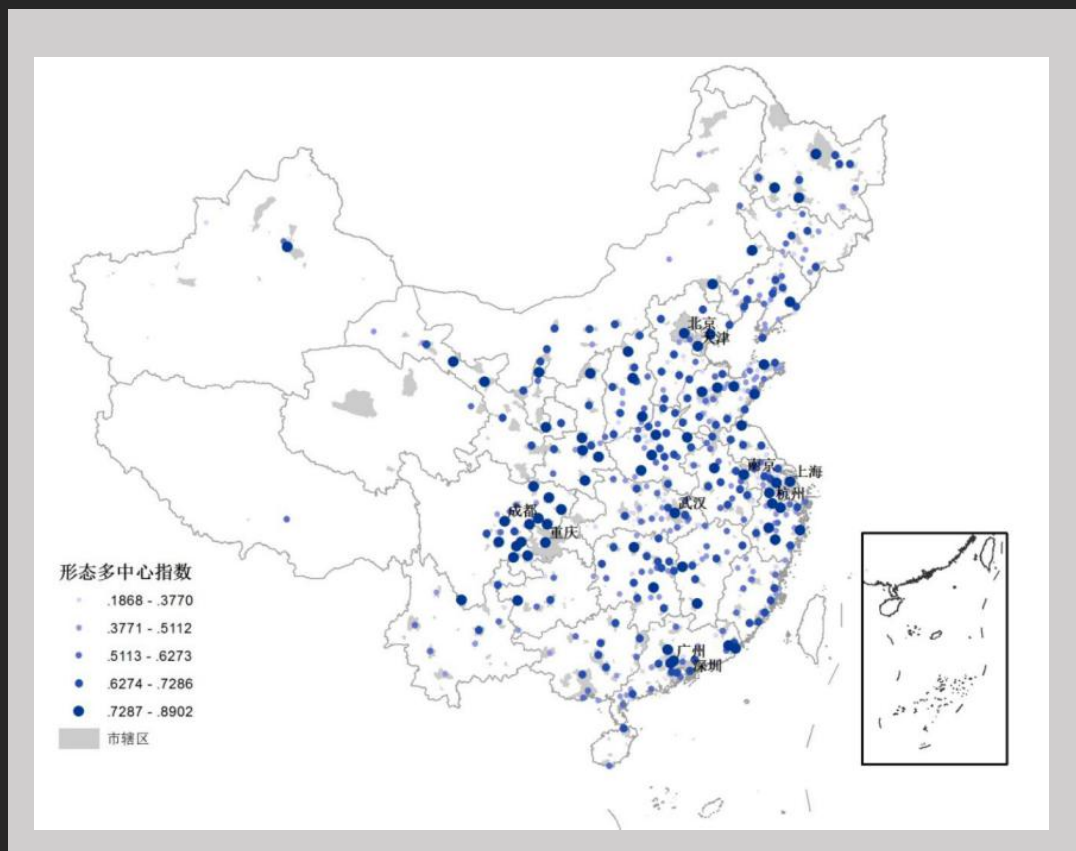 北京
天津
南京
上海
杭州
武汉
成都
重庆
广州
深圳
形态多中心指数
.1868 - .3770
.3771 - .5112
.5113 - .6273
.6274 - .7286
.7287 - .8902
市辖区